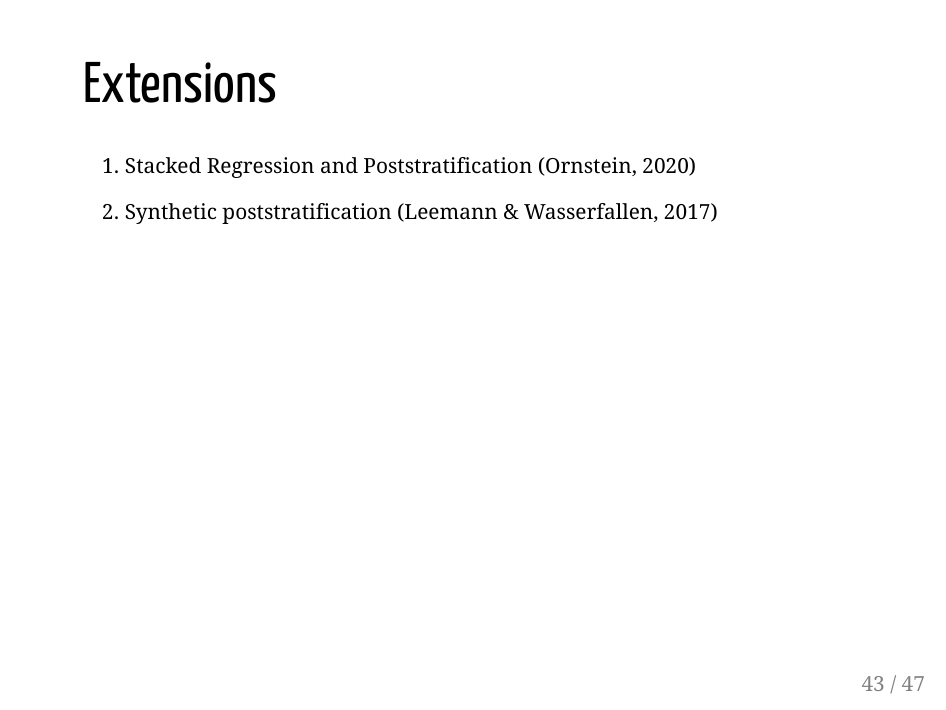 Extensions
1. Stacked Regression and Poststratification (Ornstein, 2020)
2. Synthetic poststratification (Leemann & Wasserfallen, 2017)
43 / 47